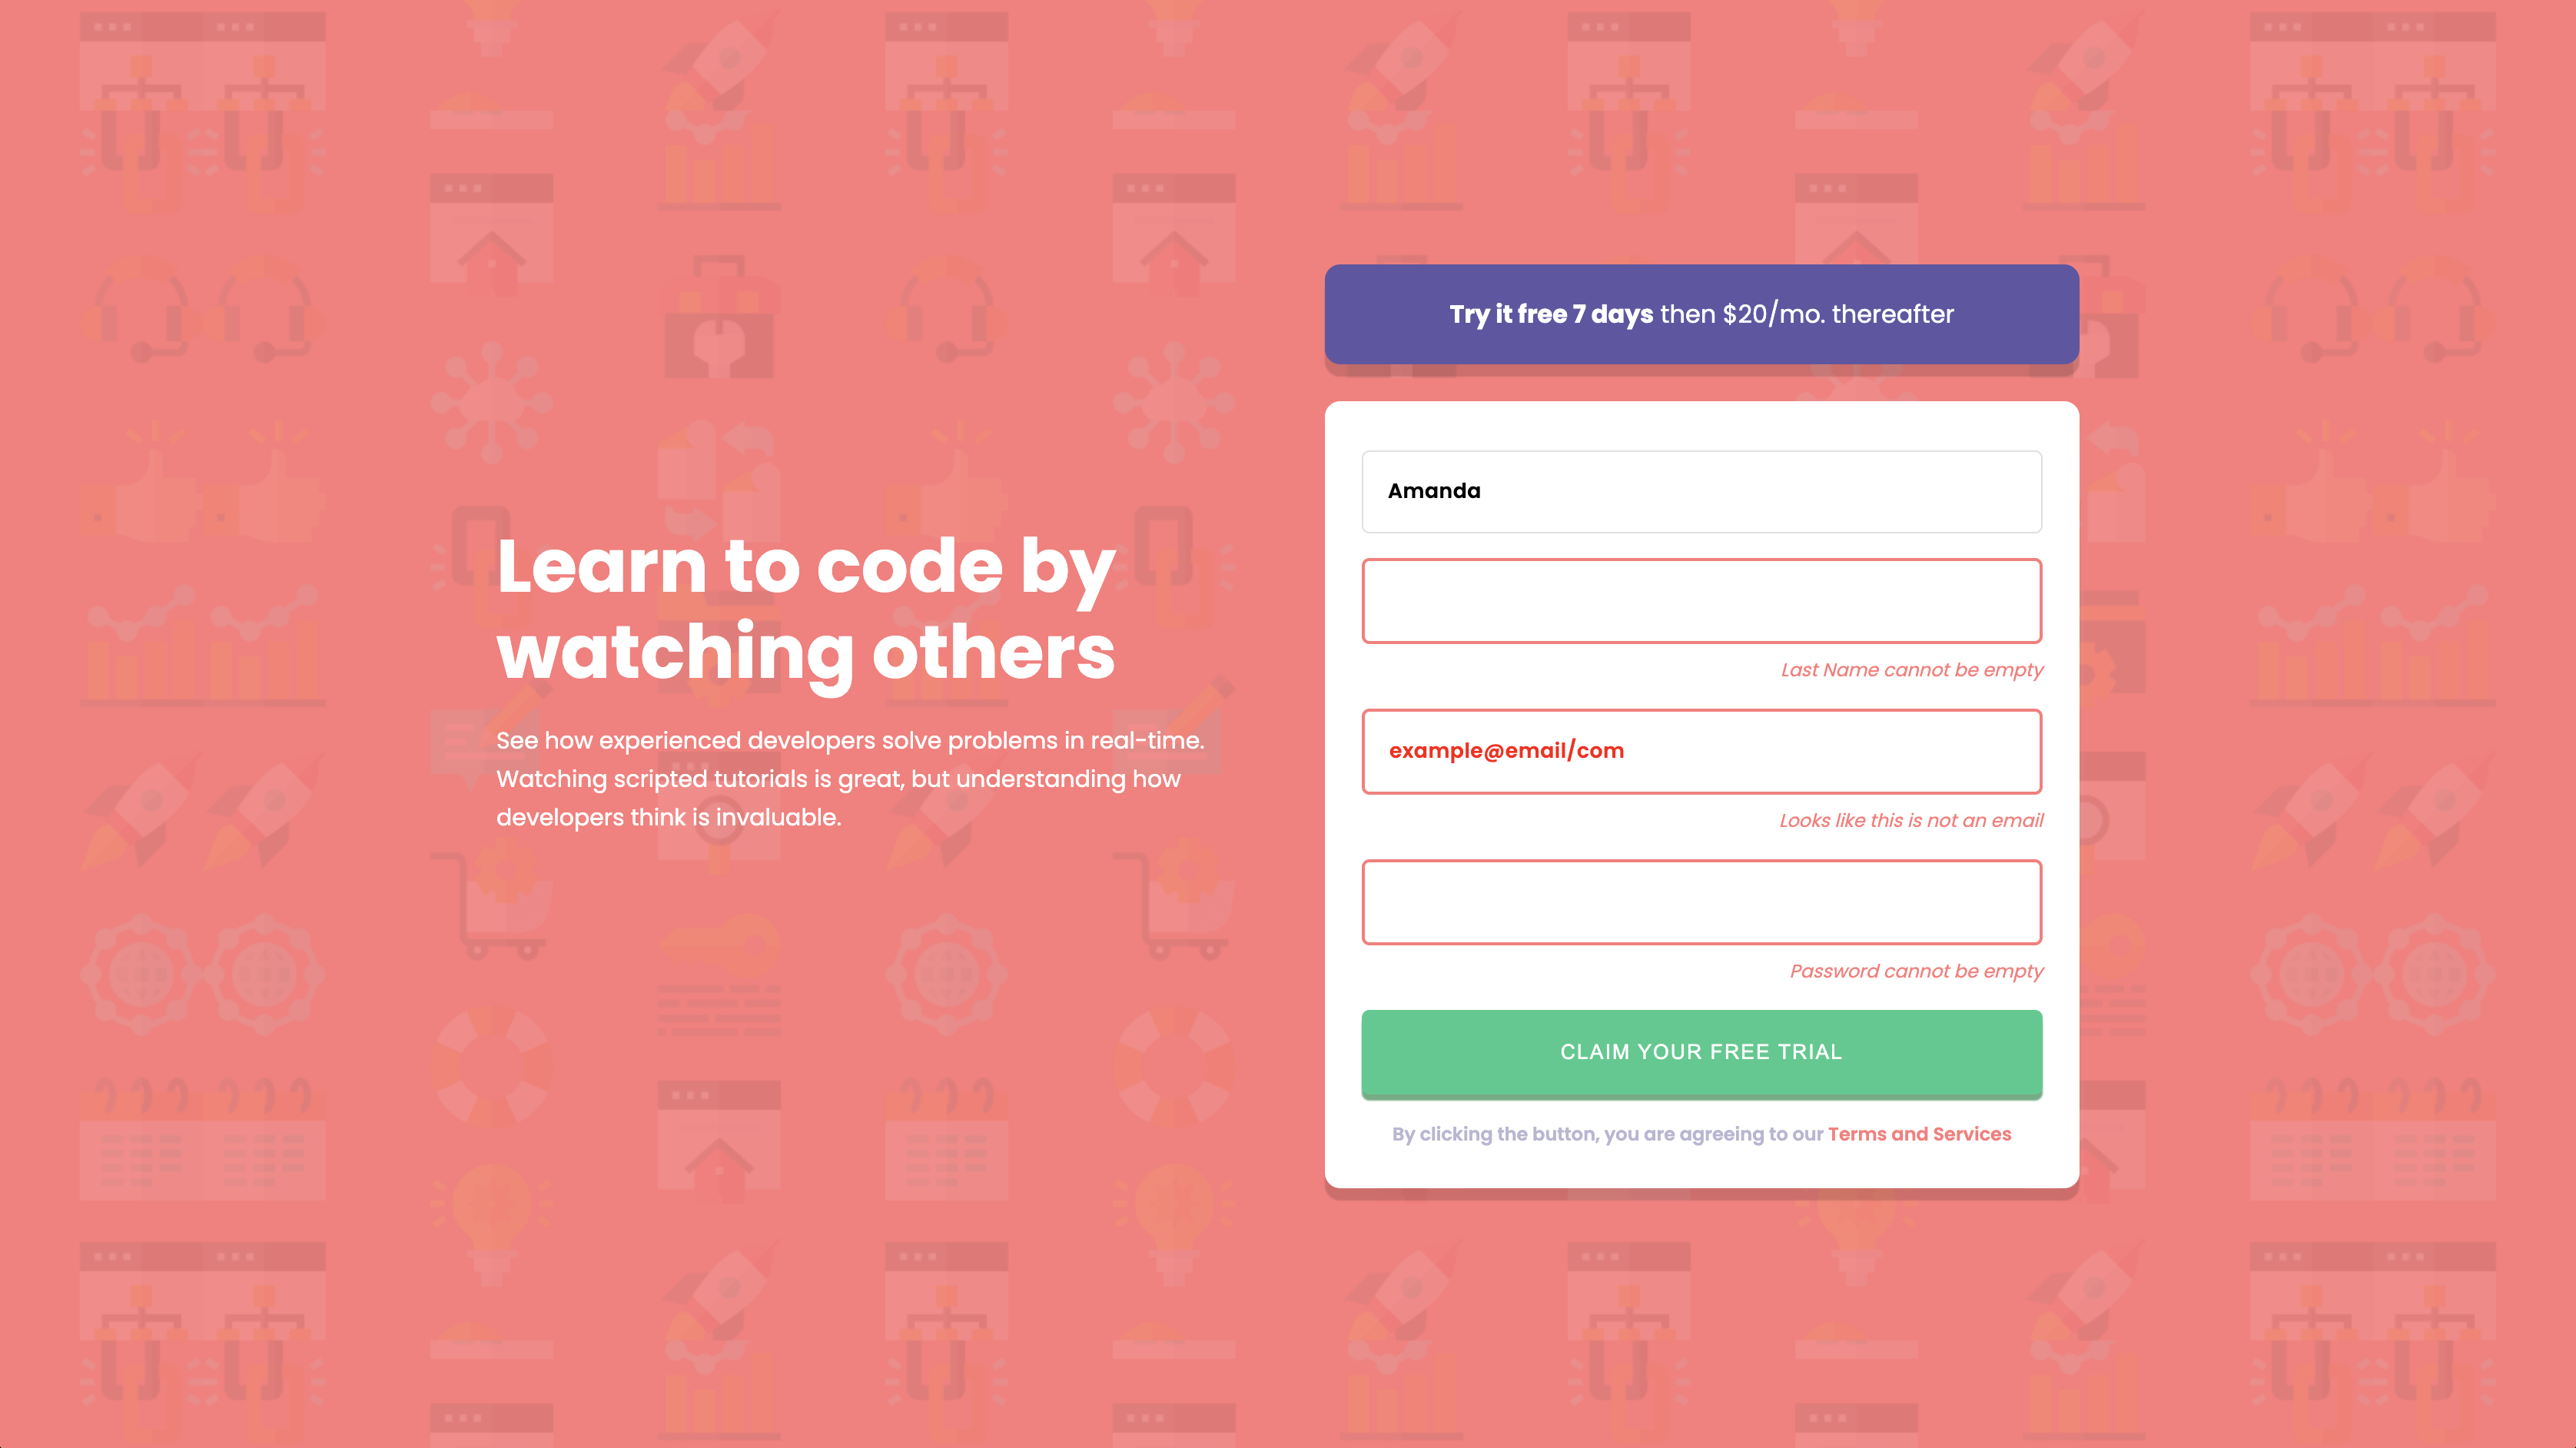 Learn to code by
watching others
See how experienced developers solve problems in real-time.
Watching scripted tutorials is great, but understanding how
developers think is invaluable.
Try it free 7 days then $20/mo. thereafter
Amanda
Last Name cannot be empty
example@email/com
Looks like this is not an email
Password cannot be empty
CLAIM YOUR FREE TRIAL
By clicking the button, you are agreeing to our Terms and Services